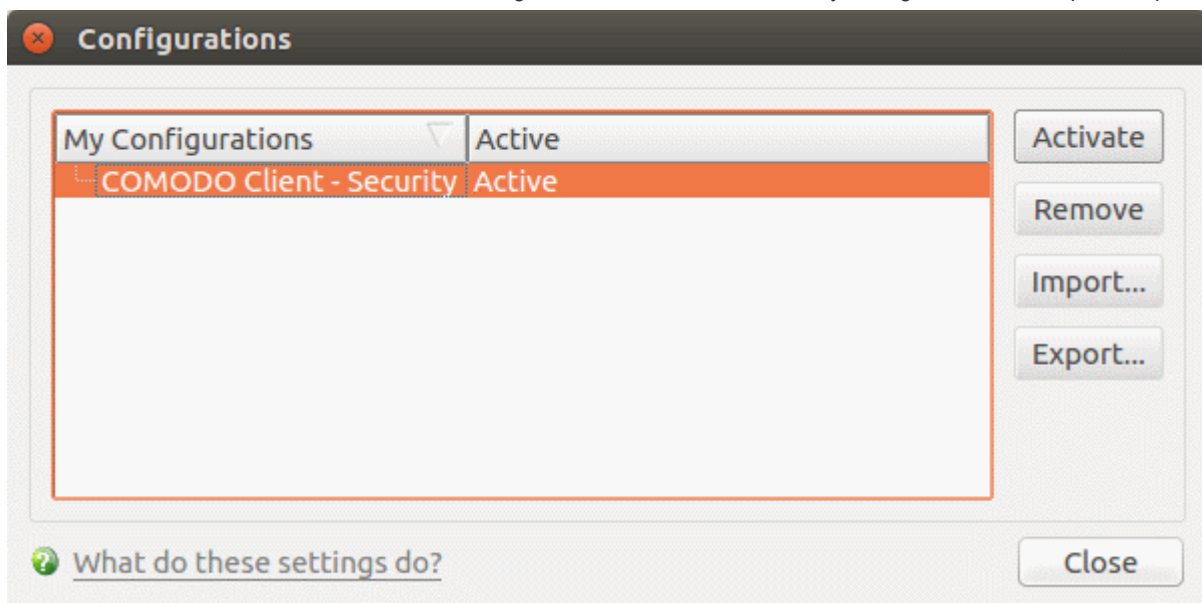 Configurations
My Configurations Active Activate
COMODO Client - Security Active
Remove
Import...
Export...
What do these settings do? Close